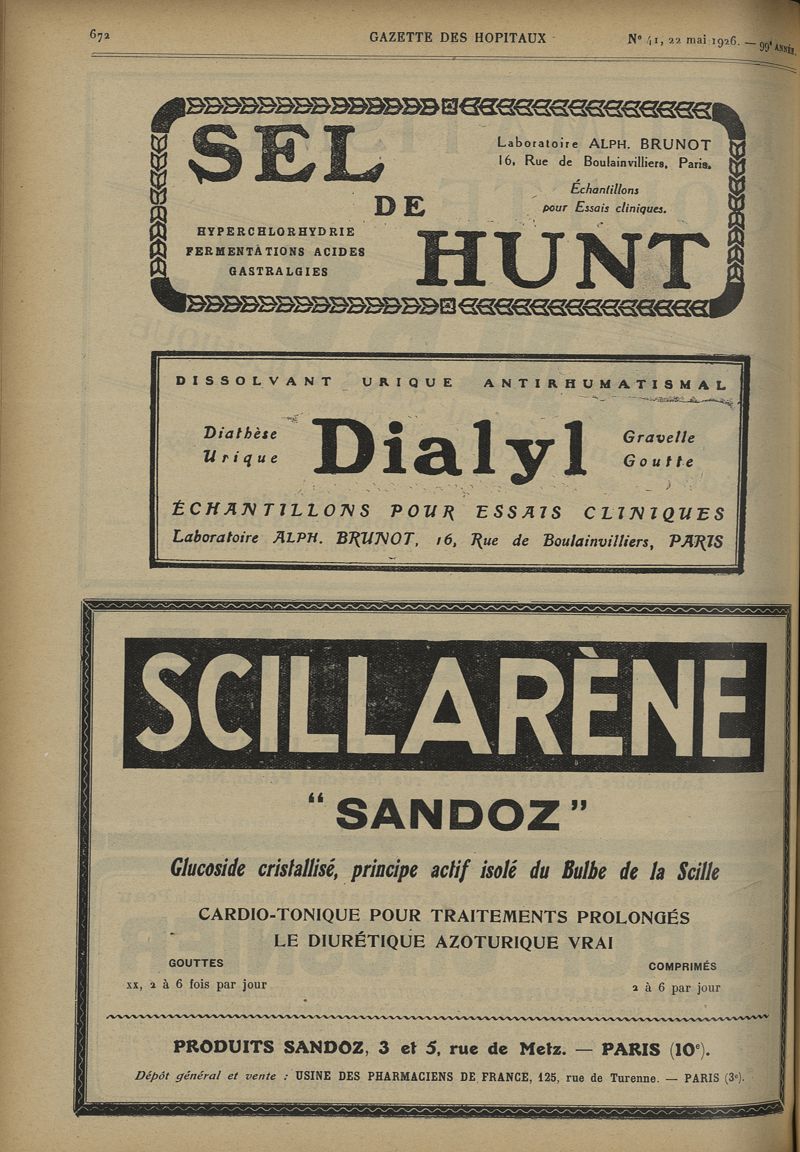 672 GAZETTE DES HOPITAUX N° 41, 22 mai 1926. — 99e ANNÉE.
SEL
Laboratoire ALPH. BRUNOT
16, Rue de Boulainvilliers, Paris.
Échantillons
DE
pour Essais cliniques.
HYPERCHLORHYDRIE
FERMENTATIONS ACIDES
GASTRALGIES
HUNT
DISSOLVANT URIQUE ANTIRHUMATISMAL
Diathèse
Urique
Dialyl
Gravelle
Goutte
ÉCHANTILLONS POUR ESSAIS CLINIQUES
Laboratoire ALPH. BRUNOT, 16, Rue de Boulainvilliers, PARIS
SCILLARÈNE
“SANDOZ”
Glucoside cristallisé, principe actif isolé du Bulbe de la Scille
CARDIO-TONIQUE POUR TRAITEMENTS PROLONGÉS
LE DIURÉTIQUE AZOTURIQUE VRAI
GOUTTES
xx, 2 à 6 fois par jour
COMPRIMÉS
2 à 6 par jour
PRODUITS SANDOZ, 3 et 5, rue de Metz. — PARIS (10e).
Dépôt général et vente : USINE DES PHARMACIENS DE FRANCE, 125, rue de Turenne. — PARIS (3e).